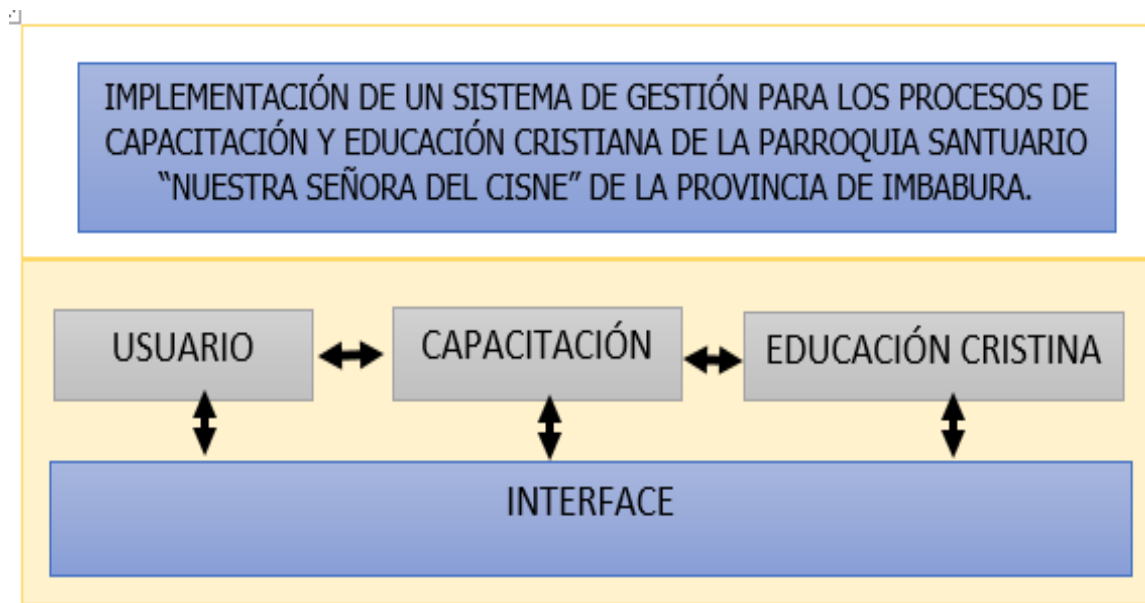 IMPLEMENTACIÓN DE UN SISTEMA DE GESTIÓN PARA LOS PROCESOS DE
CAPACITACIÓN Y EDUCACIÓN CRISTIANA DE LA PARROQUIA SANTUARIO
“NUESTRA SEÑORA DEL CISNE” DE LA PROVINCIA DE IMBABURA.
USUARIO
CAPACITACIÓN
EDUCACIÓN CRISTINA
INTERFACE